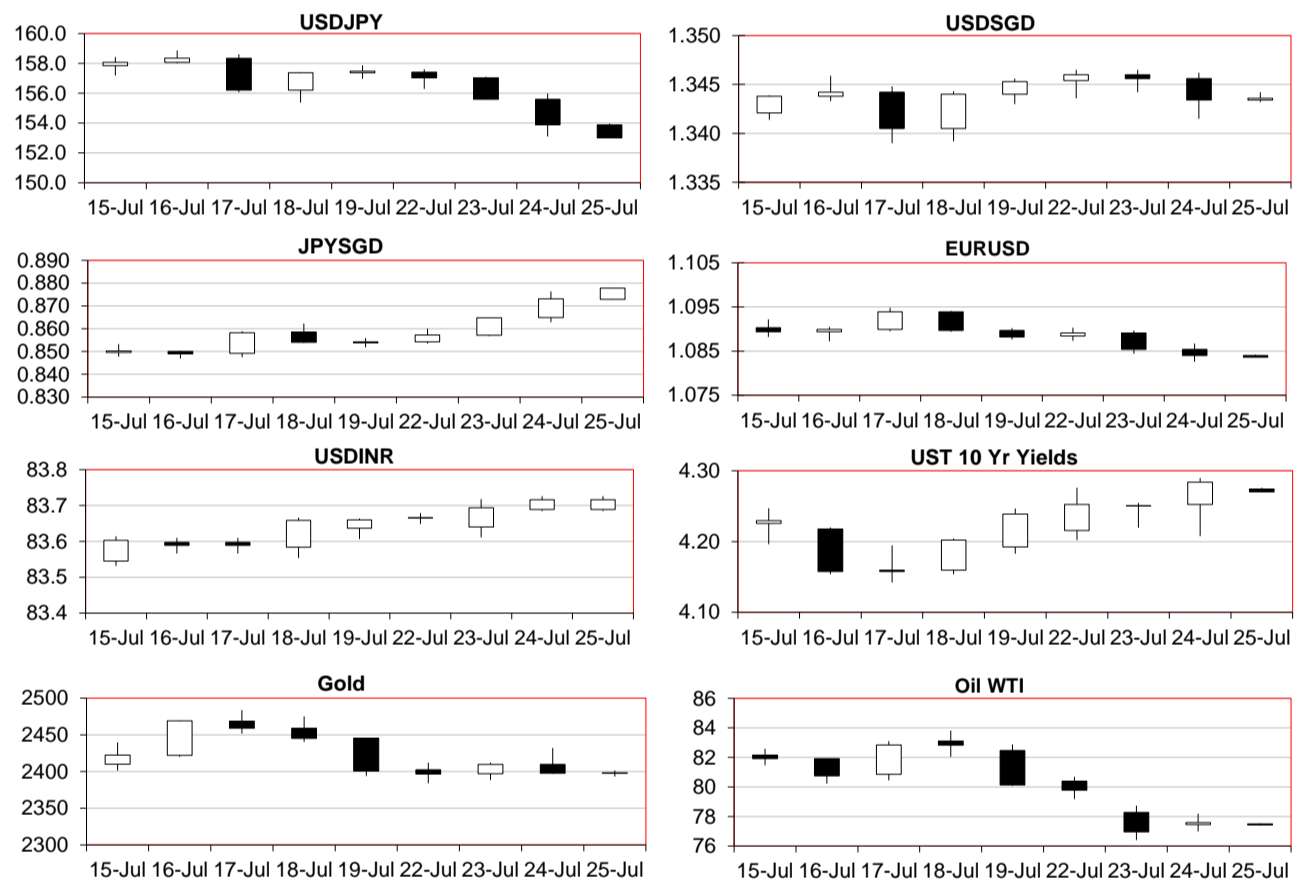 USDJPY
160.0
158.0
156.0
154.0
152.0
150.0
15-Jul 16-Jul 17-Jul 18-Jul 19-Jul 22-Jul 23-Jul 24-Jul 25-Jul
USDSGD
1.350
1.345
1.340
1.335
15-Jul 16-Jul 17-Jul 18-Jul 19-Jul 22-Jul 23-Jul 24-Jul 25-Jul
JPYSGD
0.890
0.880
0.870
0.860
0.850
0.840
0.830
15-Jul 16-Jul 17-Jul 18-Jul 19-Jul 22-Jul 23-Jul 24-Jul 25-Jul
EURUSD
1.105
1.095
1.085
1.075
15-Jul 16-Jul 17-Jul 18-Jul 19-Jul 22-Jul 23-Jul 24-Jul 25-Jul
USDINR
83.8
83.7
83.6
83.5
83.4
15-Jul 16-Jul 17-Jul 18-Jul 19-Jul 22-Jul 23-Jul 24-Jul 25-Jul
UST 10 Yr Yields
4.30
4.20
4.10
15-Jul 16-Jul 17-Jul 18-Jul 19-Jul 22-Jul 23-Jul 24-Jul 25-Jul
Gold
2500
2450
2400
2350
2300
15-Jul 16-Jul 17-Jul 18-Jul 19-Jul 22-Jul 23-Jul 24-Jul 25-Jul
Oil WTI
86
84
82
80
78
76
15-Jul 16-Jul 17-Jul 18-Jul 19-Jul 22-Jul 23-Jul 24-Jul 25-Jul